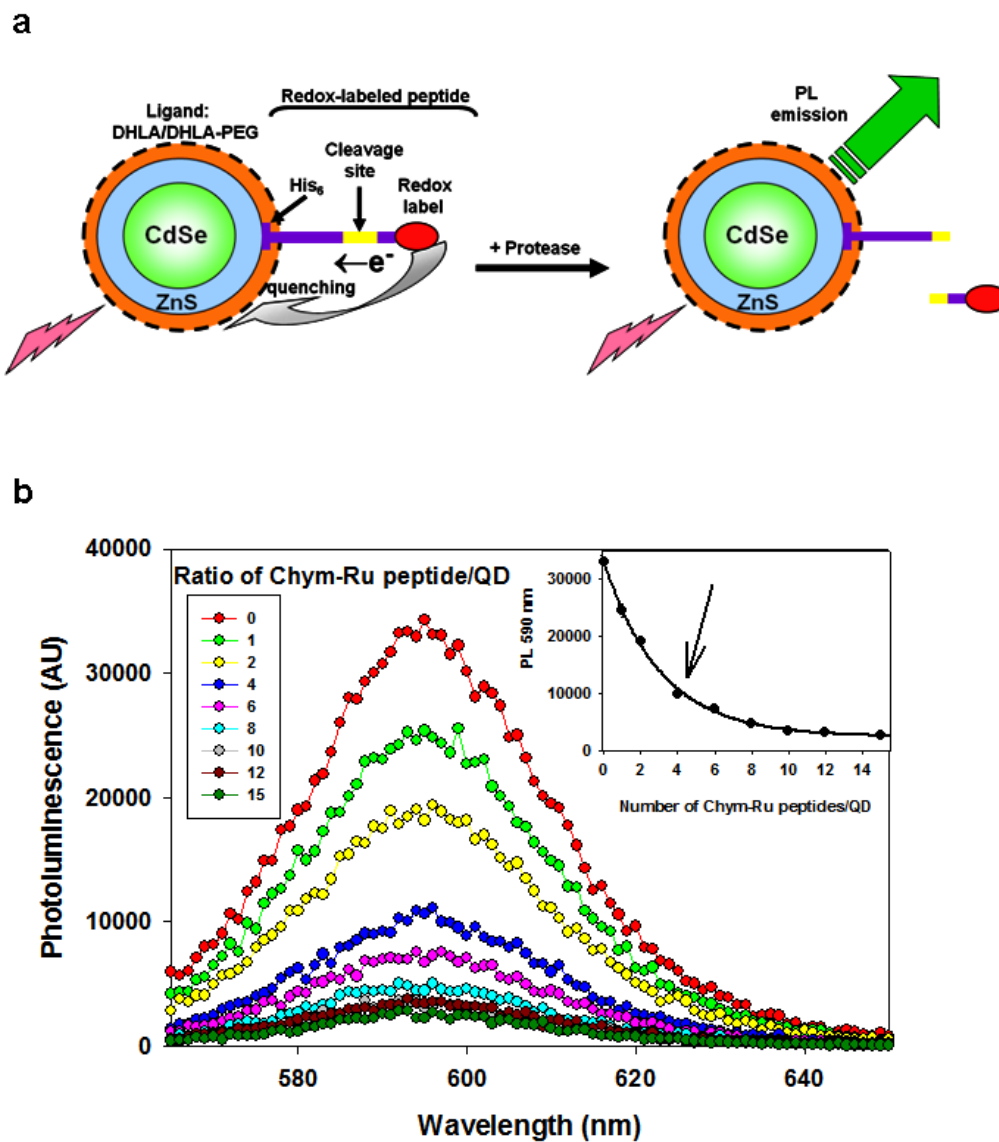 a
Ligand:
DHLA/DHLA-PEG
Redox-labeled peptide
Cleavage
site
His6
Redox
label
CdSe
ZnS
←e-
quenching
+ Protease
PL
emission
CdSe
ZnS
b
Ratio of Chym-Ru peptide/QD
0
1
2
4
6
8
10
12
15
Photoluminescence (AU)
40000
30000
20000
10000
0
580
600
620
640
Wavelength (nm)
PL 590 nm
30000
20000
10000
0
0
2
4
6
8
10
12
14
Number of Chym-Ru peptides/QD